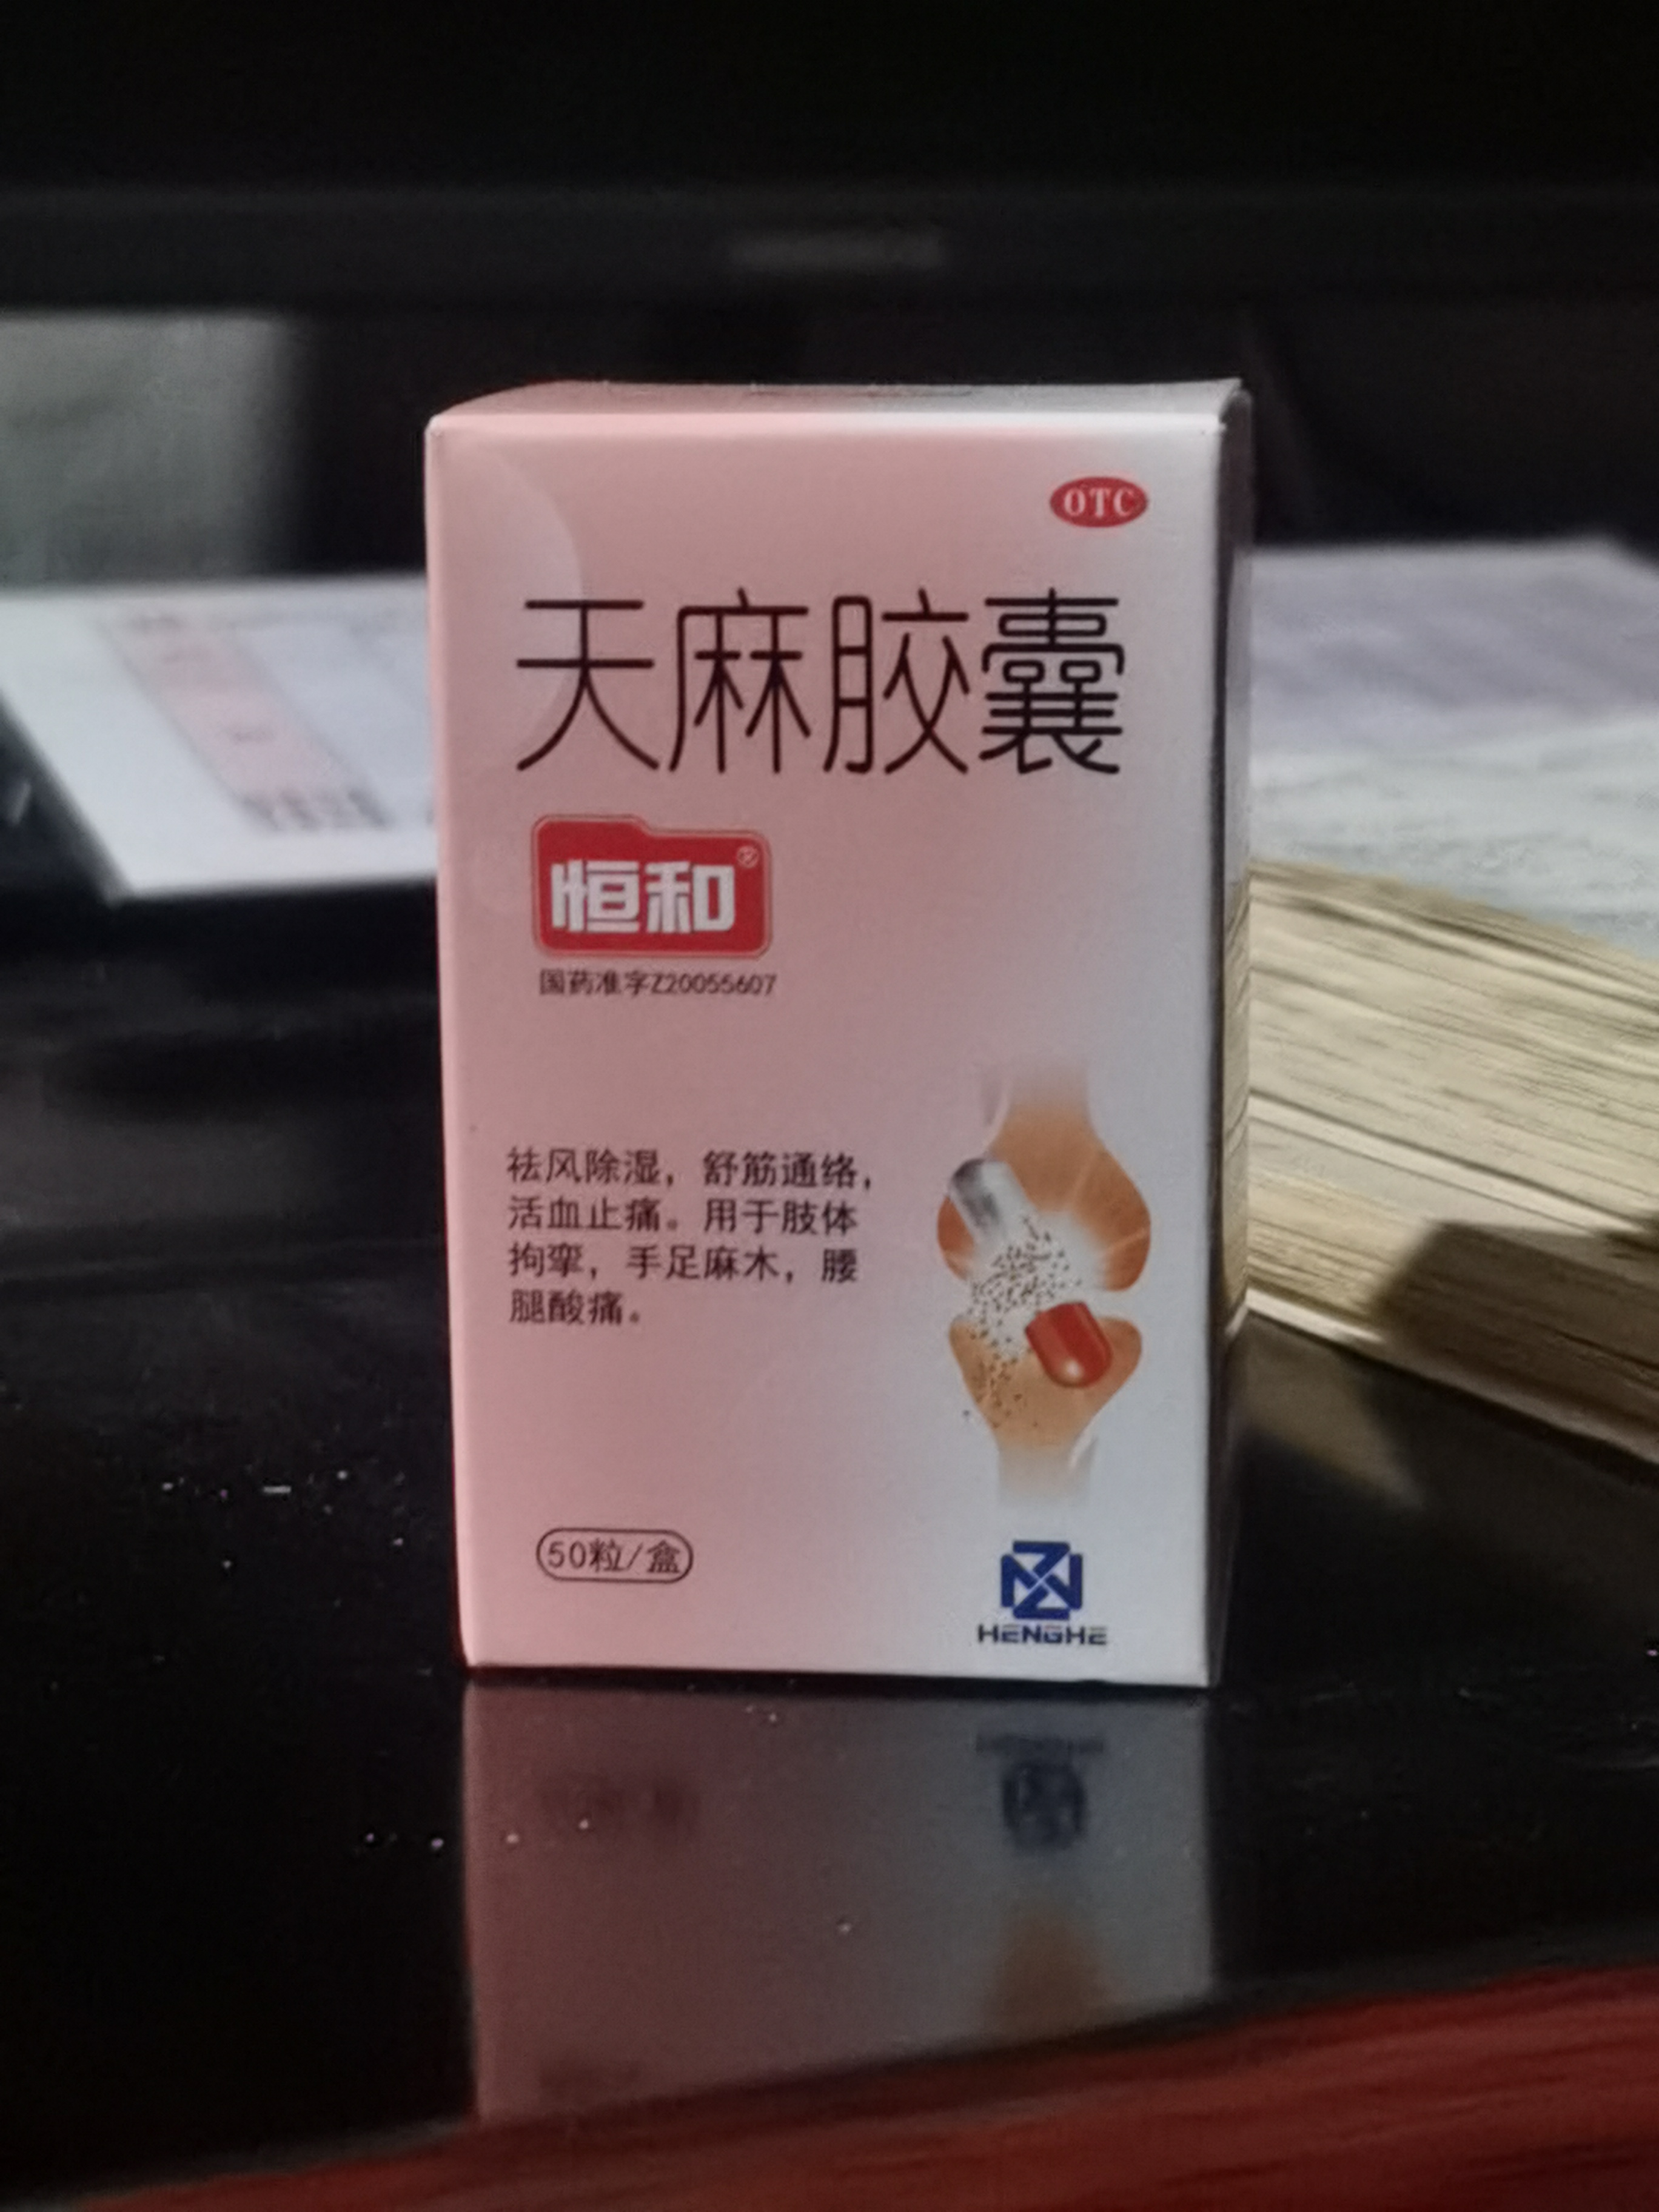 OTC
天麻胶囊
恒和®
国药准字Z20055607
祛风除湿，舒筋通络，
活血止痛。用于肢体
拘挛，手足麻木，腰
腿酸痛。
50粒/盒
HENGHE